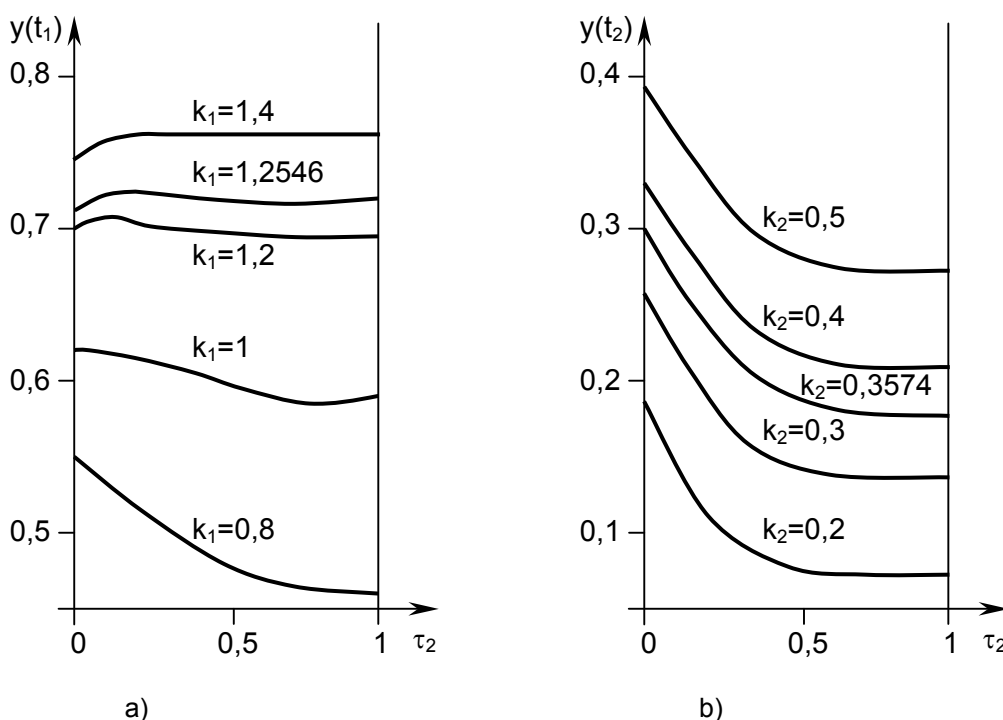 y(t₁)
0,8
k₁=1,4
k₁=1,2546
0,7
k₁=1,2
k₁=1
0,6
k₁=0,8
0,5
0
0,5
1
τ₂
a)
y(t₂)
0,4
0,3
k₂=0,5
k₂=0,4
0,2
k₂=0,3574
k₂=0,3
0,1
k₂=0,2
0
0,5
1
τ₂
b)